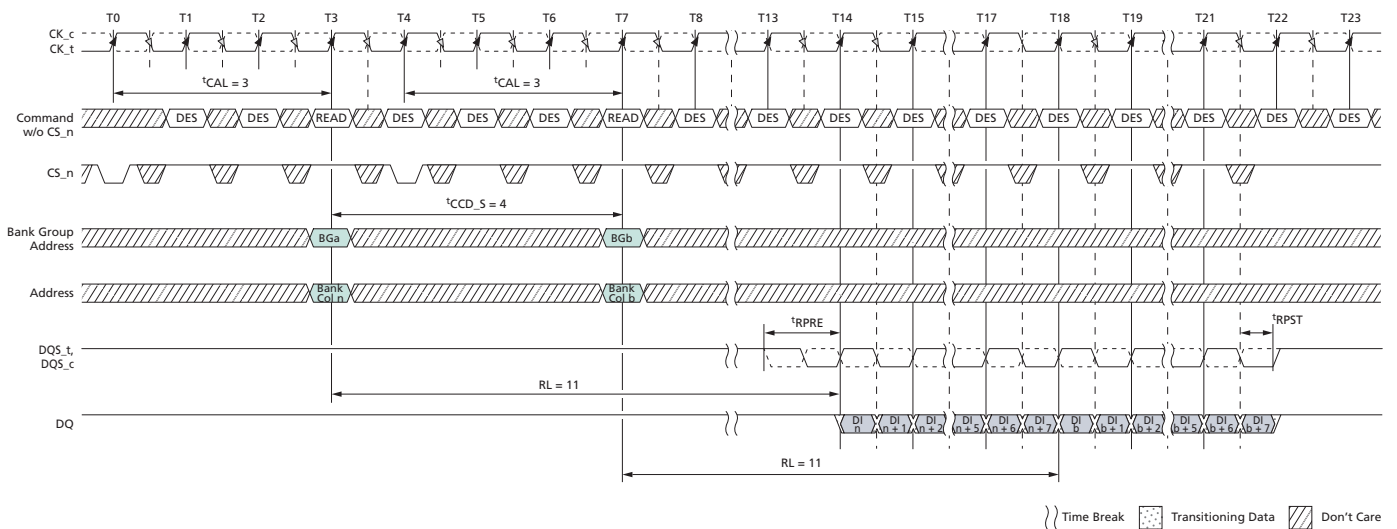 T0 T1 T2 T3 T4 T5 T6 T7 T8 T13 T14 T15 T17 T18 T19 T21 T22 T23
CK_c
CK_t
tCAL = 3 tCAL = 3
Command
w/o CS_n
DES DES READ DES DES DES READ DES DES DES DES DES DES DES DES DES DES
CS_n
tCCD_S = 4
Bank Group
Address
BGa BGb
Address
Bank
Col n
Bank
Col b
tRPRE tRPST
DQS_t,
DQS_c
RL = 11
DQ
DI
n
DI
n + 1
DI
n + 2
DI
n + 5
DI
n + 6
DI
n + 7
DI
b
DI
b + 1
DI
b + 2
DI
b + 5
DI
b + 6
DI
b + 7
RL = 11
Time Break Transitioning Data Don't Care